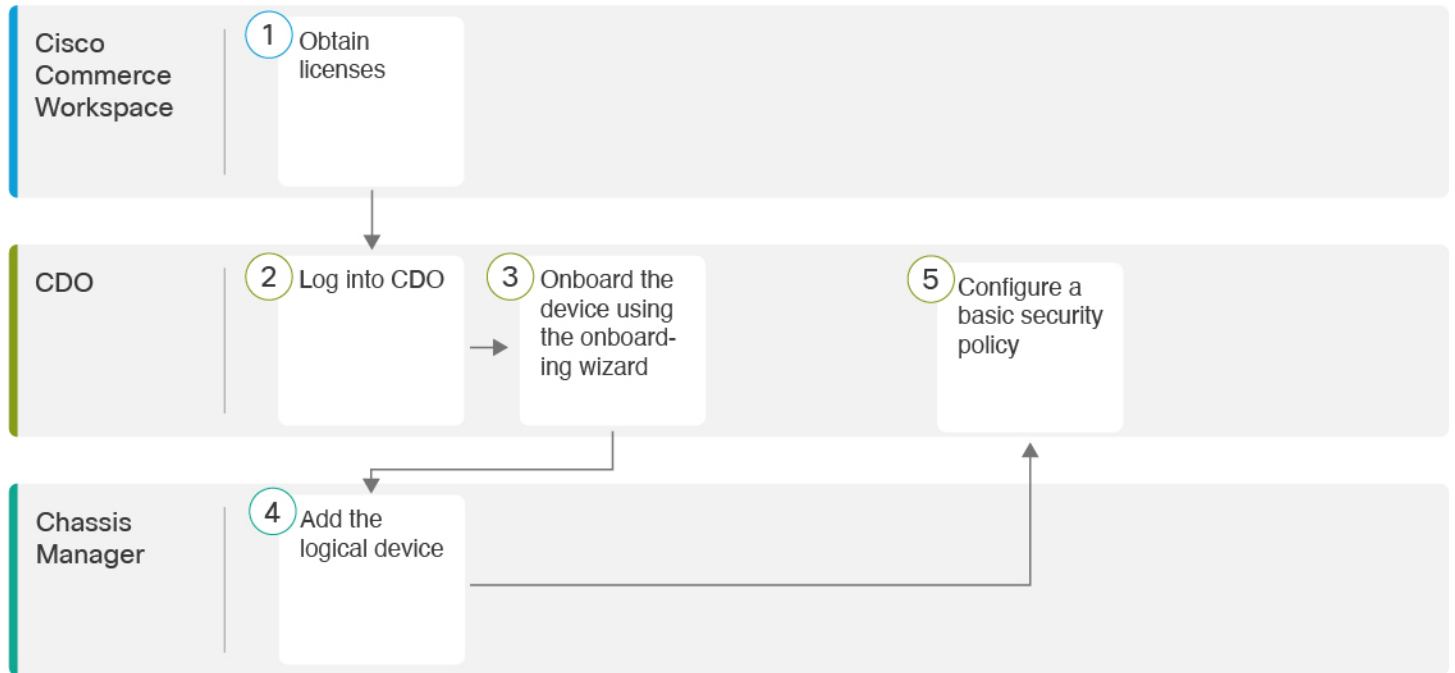 Cisco
Commerce
Workspace
1
Obtain
licenses
CDO
2
Log into CDO
3
Onboard the
device using
the onboard-
ing wizard
5
Configure a
basic security
policy
Chassis
Manager
4
Add the
logical device